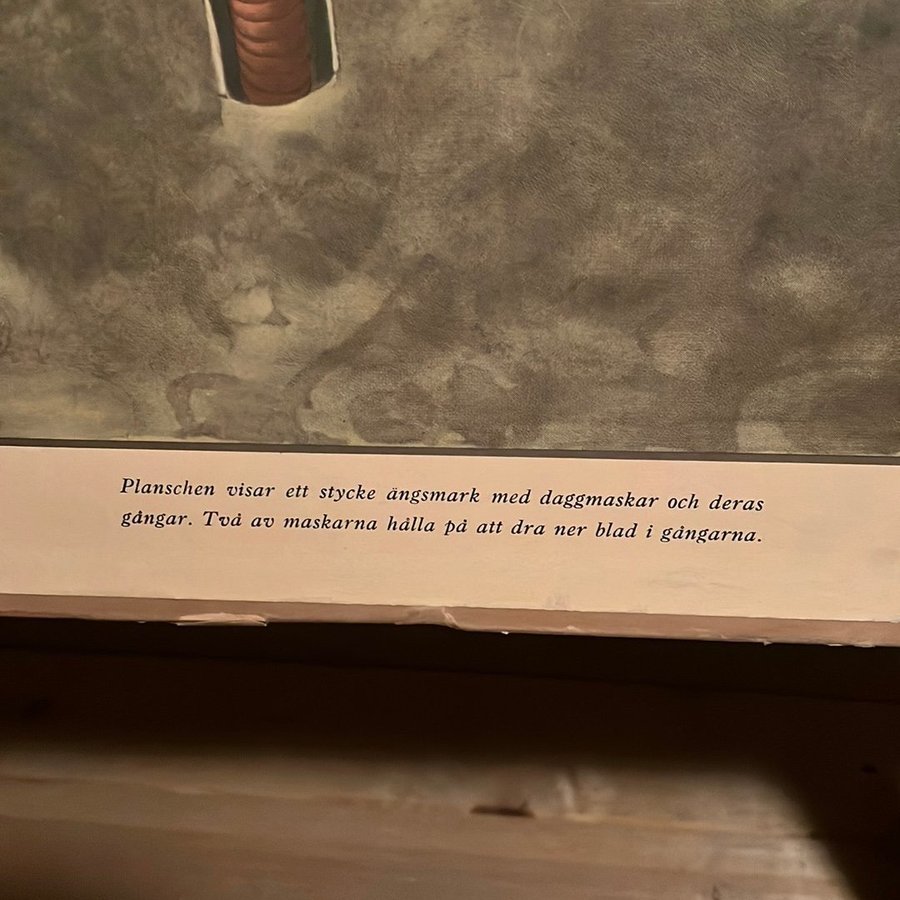 Planschen visar ett stycke ängsmark med daggmaskar och deras
gångar. Två av maskarna hålla på att dra ner blad i gångarna.